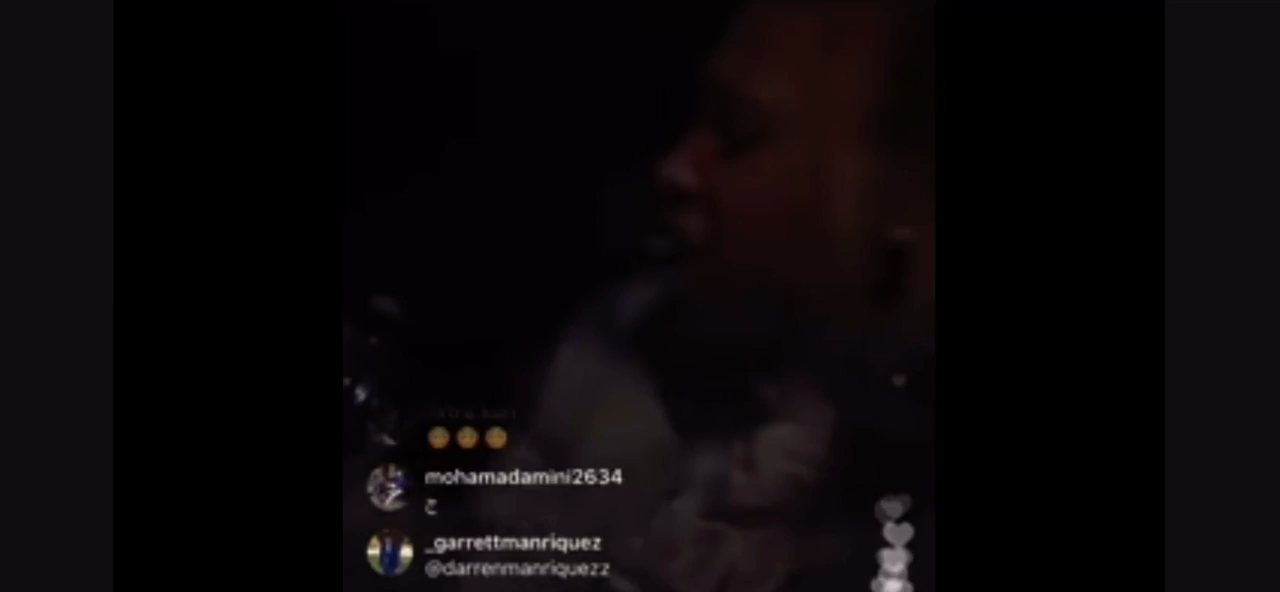 mohamadamini2634
ح
_garrettmanriquez
@darrenmanriquezz